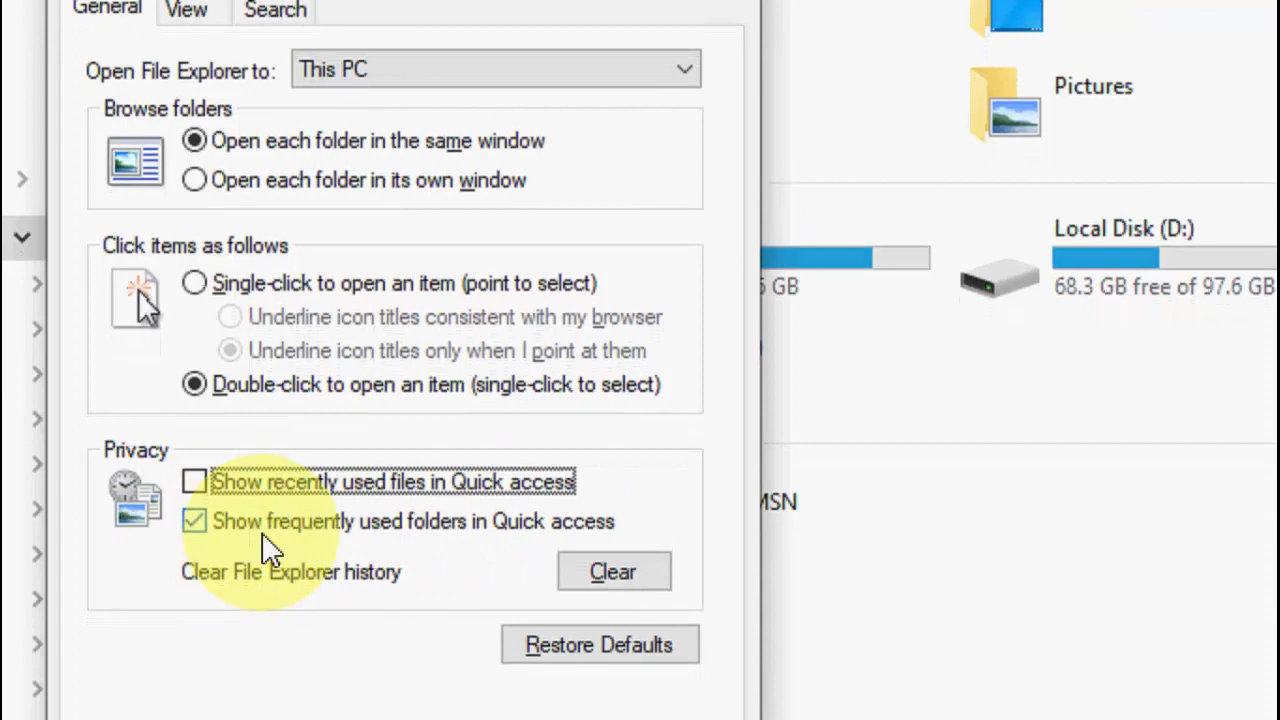 General
View
Search
Open File Explorer to:
This PC
Browse folders
Open each folder in the same window
Open each folder in its own window
Click items as follows
Single-click to open an item (point to select)
Underline icon titles consistent with my browser
Underline icon titles only when I point at them
Double-click to open an item (single-click to select)
Privacy
Show recently used files in Quick access
Show frequently used folders in Quick access
Clear File Explorer history
Clear
Restore Defaults
Pictures
Local Disk (D:)
GB
68.3 GB free of 97.6 GB
MSN